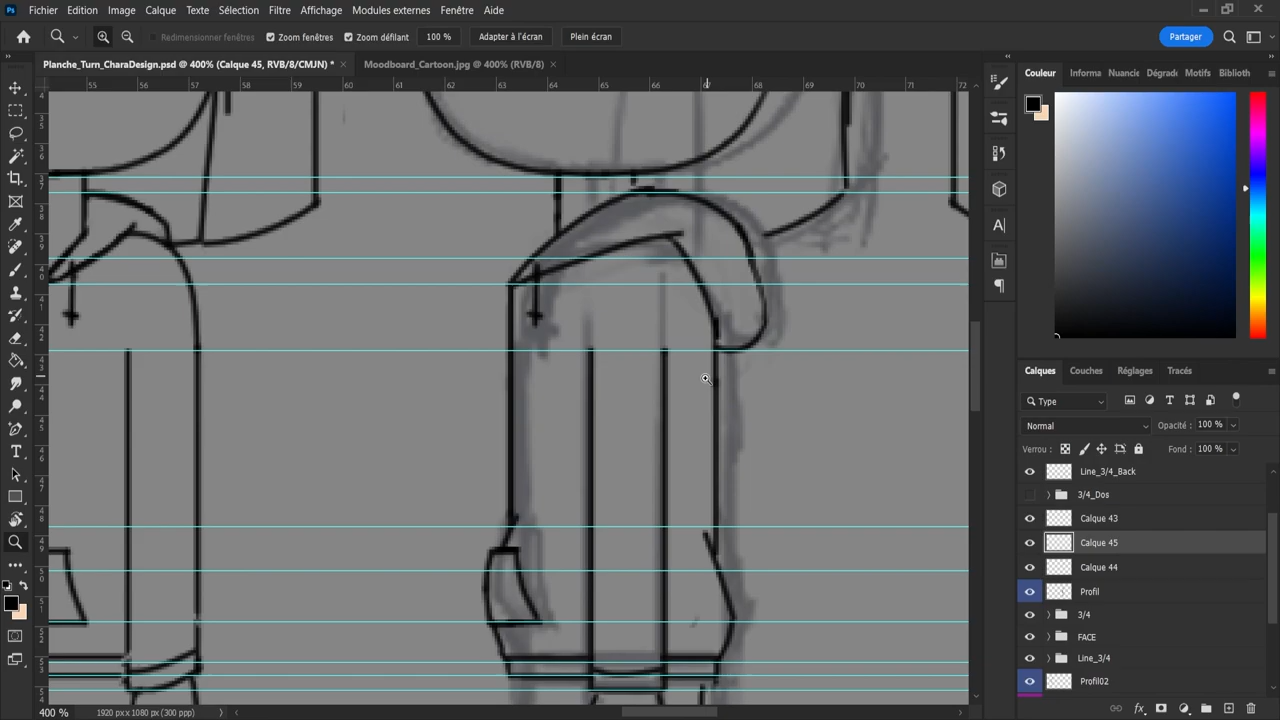 Ps Fichier Edition Image Calque Texte Sélection Filtre Affichage Modules externes Fenêtre Aide
Redimensionner fenêtres Zoom fenêtres Zoom défilant 100 % Adapter à l'écran Plein écran Partager
Planche_Turn_CharaDesign.psd @ 400% (Calque 45, RVB/8/CMJN) * Moodboard_Cartoon.jpg @ 400% (RVB/8)
Couleur Informa Nuancie Dégradé Motifs Biblioth
55 56 57 58 59 60 61 62 63 64 65 66 67 68 69 70 71 72
Calques Couches Réglages Tracés
Type
Normal Opacité : 100 %
Verrou : Fond : 100 %
Line_3/4_Back
3/4_Dos
Calque 43
Calque 45
Calque 44
Profil
3/4
FACE
Line_3/4
Profil02
400 % 1920 px x 1080 px (300 ppp)